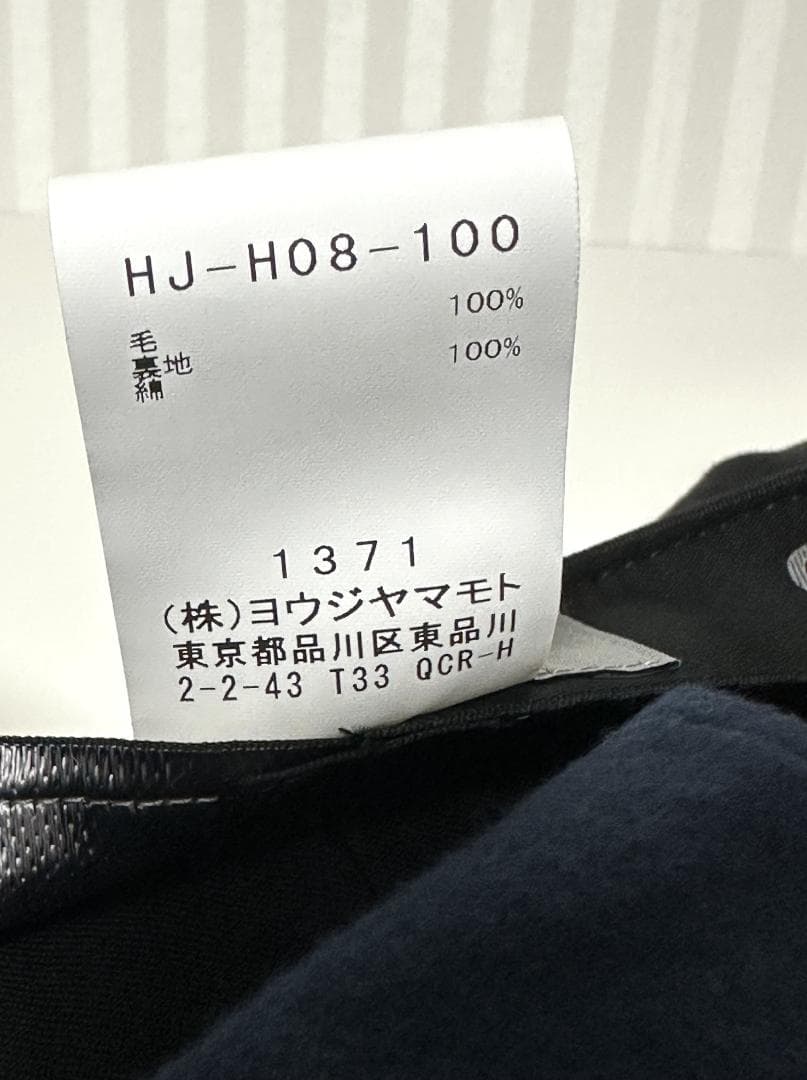 HJ-H08-100
毛 100%
裏地
綿 100%
1371
(株)ヨウジヤマモト
東京都品川区東品川
2-2-43 T33 QCR-H